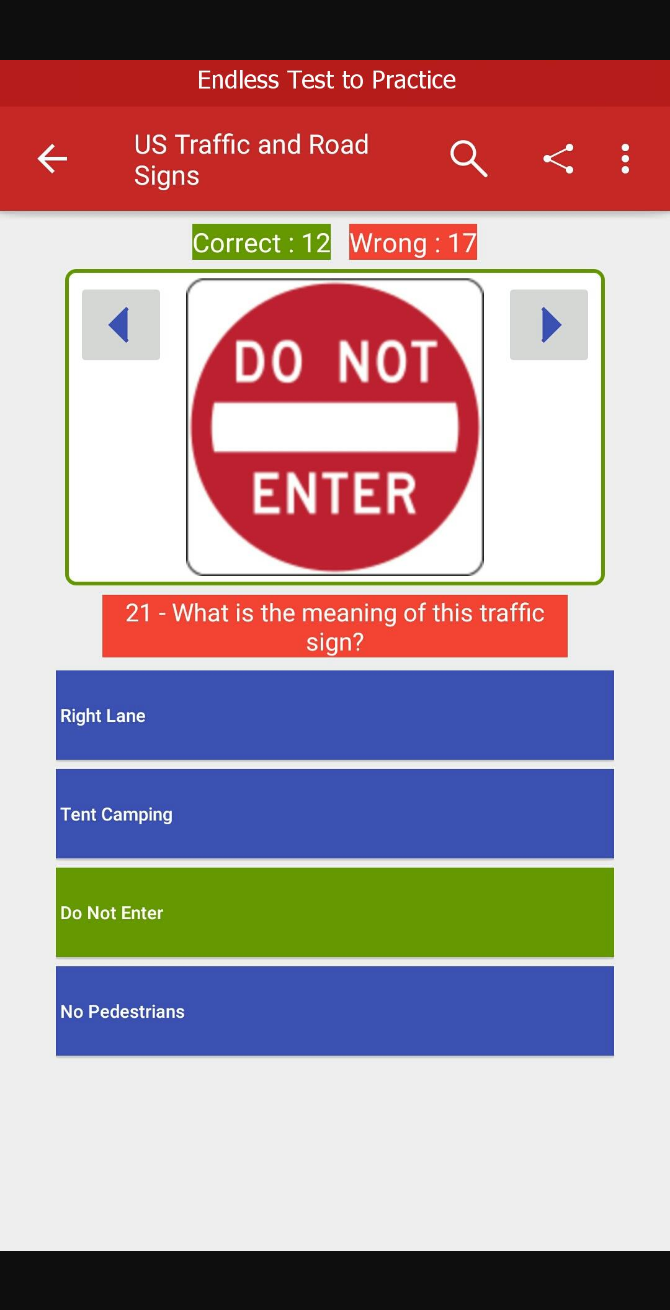 Endless Test to Practice
US Traffic and Road
Signs
Correct : 12 Wrong : 17
DO NOT
ENTER
21 - What is the meaning of this traffic
sign?
Right Lane
Tent Camping
Do Not Enter
No Pedestrians